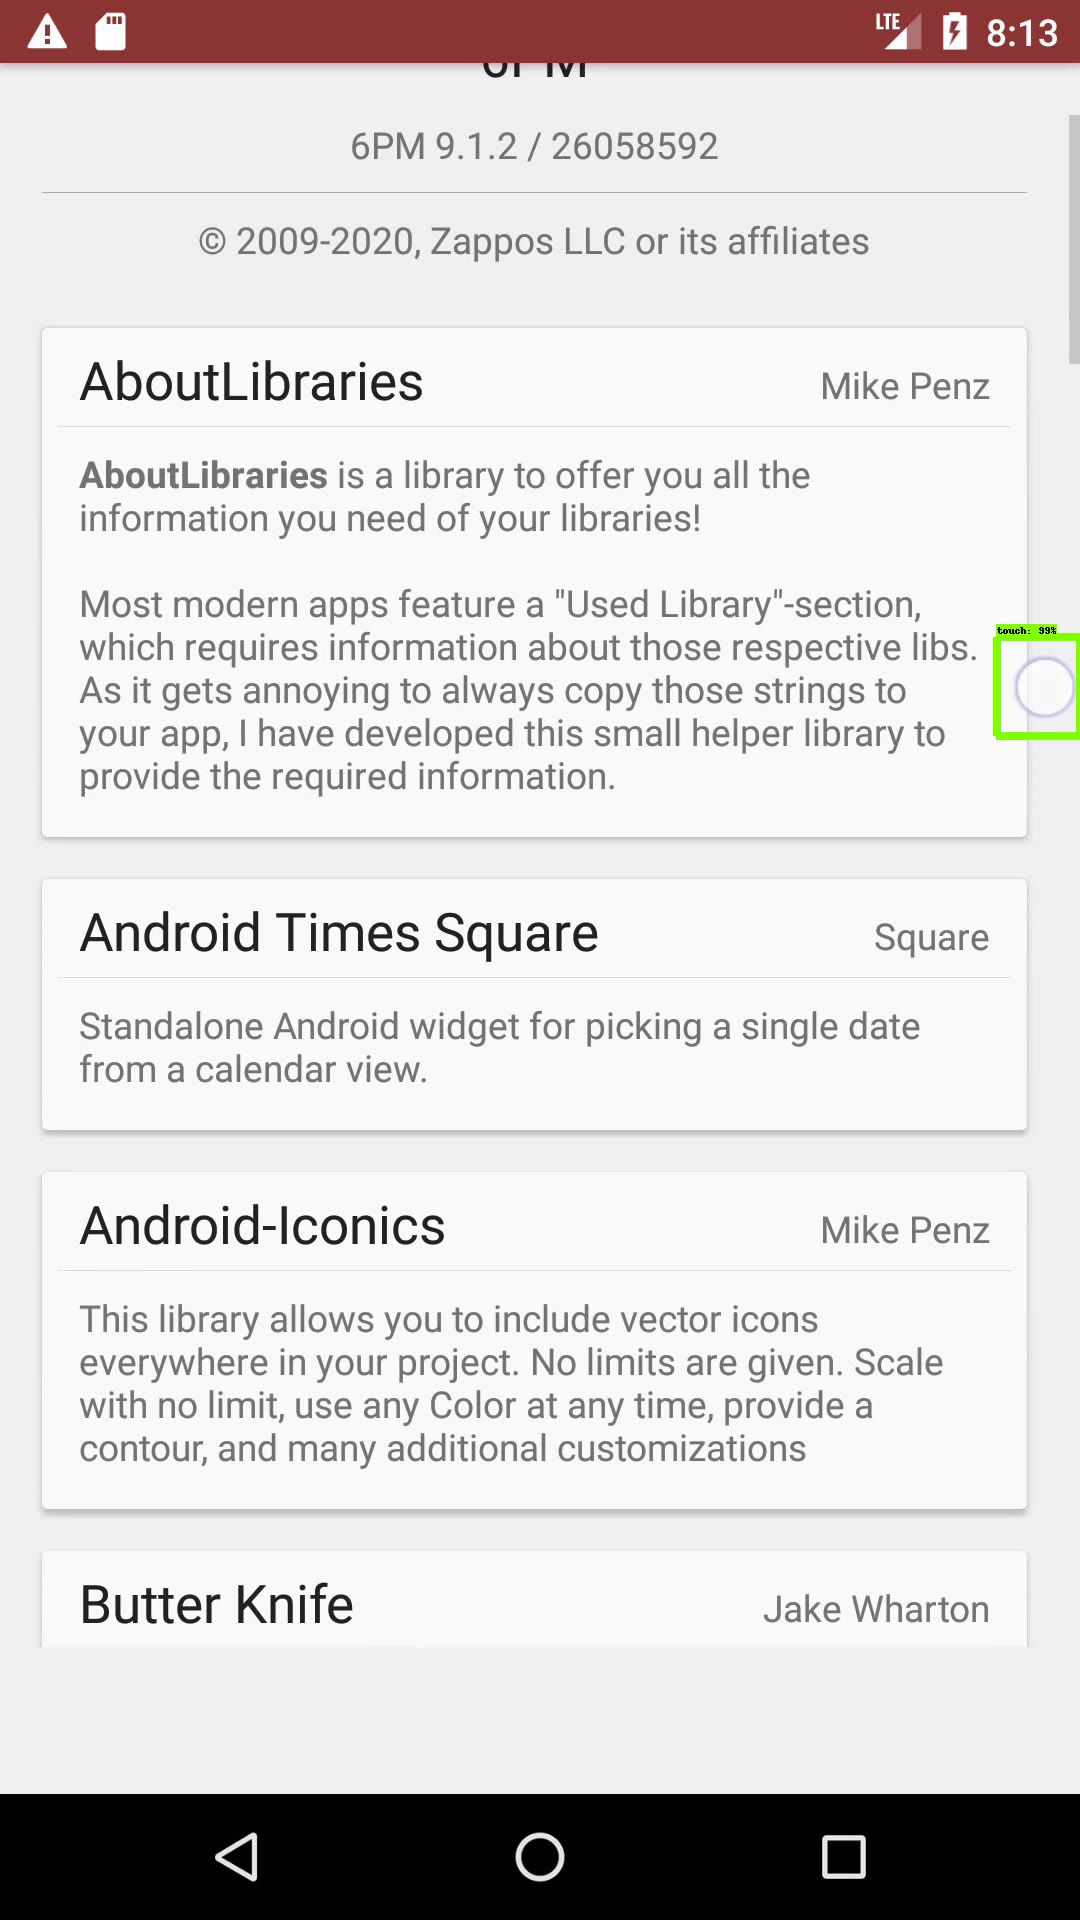 LTE 8:13
6PM
6PM 9.1.2 / 26058592
© 2009-2020, Zappos LLC or its affiliates
AboutLibraries Mike Penz
AboutLibraries is a library to offer you all the
information you need of your libraries!
Most modern apps feature a "Used Library"-section,
which requires information about those respective libs.
As it gets annoying to always copy those strings to
your app, I have developed this small helper library to
provide the required information.
touch: 99%
Android Times Square Square
Standalone Android widget for picking a single date
from a calendar view.
Android-Iconics Mike Penz
This library allows you to include vector icons
everywhere in your project. No limits are given. Scale
with no limit, use any Color at any time, provide a
contour, and many additional customizations
Butter Knife Jake Wharton